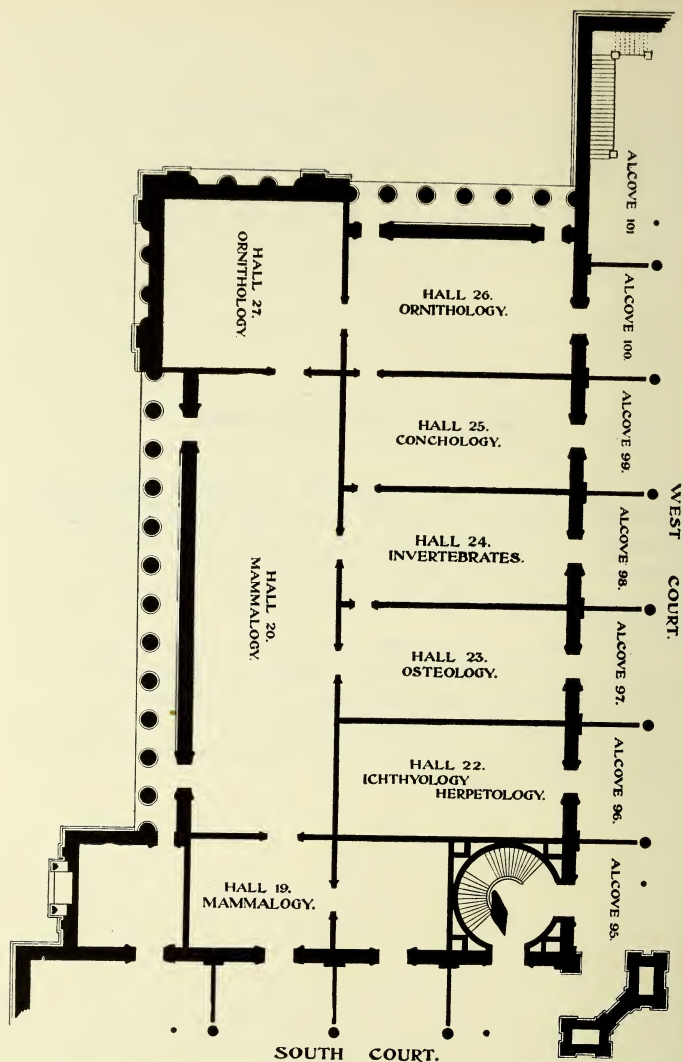 ALCOVE 101
ALCOVE 100.
ALCOVE 99.
ALCOVE 98.
ALCOVE 97.
ALCOVE 96.
ALCOVE 95.
WEST COURT.
HALL 27.
ORNITHOLOGY.
HALL 26.
ORNITHOLOGY.
HALL 25.
CONCHOLOGY.
HALL 24.
INVERTEBRATES.
HALL 20.
MAMMALOGY.
HALL 23.
OSTEOLOGY.
HALL 22.
ICHTHYOLOGY
HERPETOLOGY.
HALL 19.
MAMMALOGY.
SOUTH COURT.